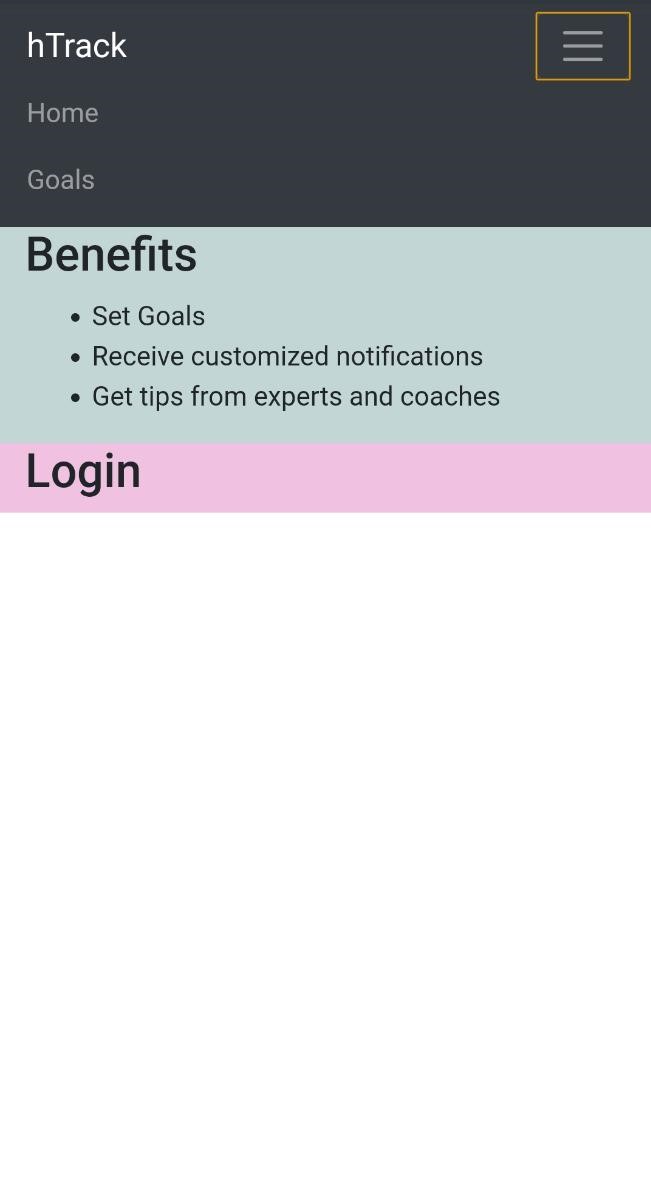 hTrack
Home
Goals
Benefits
Set Goals
Receive customized notifications
Get tips from experts and coaches
Login